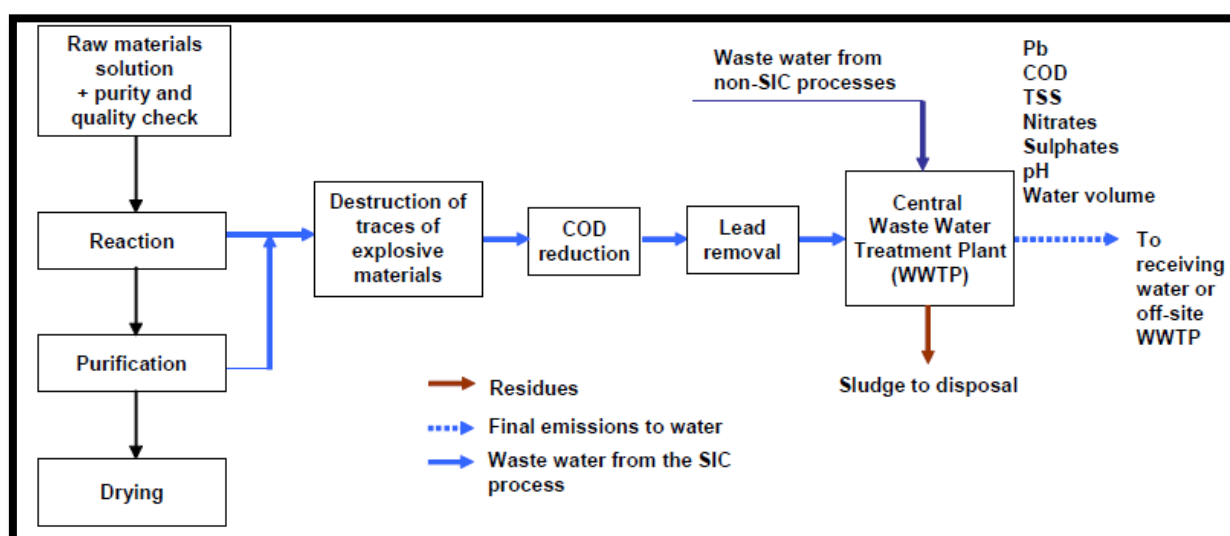 Raw materials
solution
+ purity and
quality check
Waste water from
non-SIC processes
Pb
COD
TSS
Nitrates
Sulphates
pH
Water volume
Reaction
Destruction of
traces of
explosive
materials
COD
reduction
Lead
removal
Central
Waste Water
Treatment Plant
(WWTP)
To
receiving
water or
off-site
WWTP
Purification
Sludge to disposal
Residues
Final emissions to water
Waste water from the SIC
process
Drying